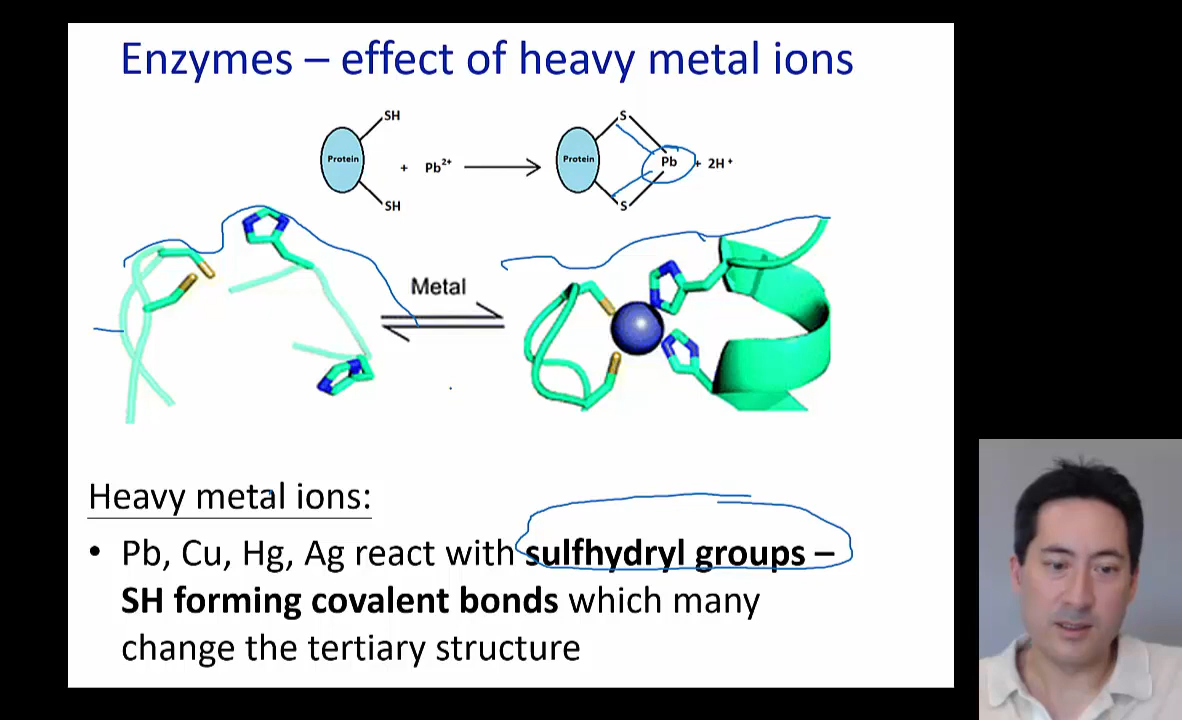 Enzymes – effect of heavy metal ions
SH
Protein
+ Pb²⁺
SH
S
Protein
Pb + 2H⁺
S
Metal
Heavy metal ions:
• Pb, Cu, Hg, Ag react with sulfhydryl groups –
SH forming covalent bonds which many
change the tertiary structure